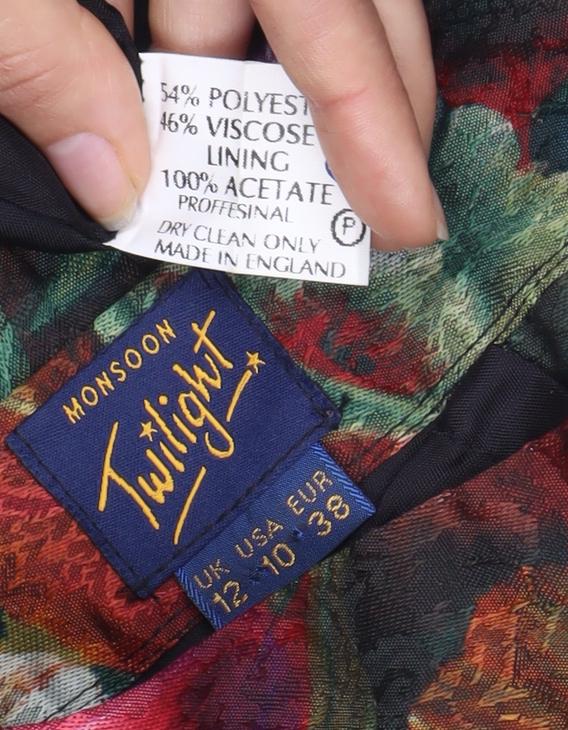 54% POLYEST
46% VISCOSE
LINING
100% ACETATE
PROFFESINAL
P
DRY CLEAN ONLY
MADE IN ENGLAND
MONSOON
Twilight
UK USA EUR
12 10 38